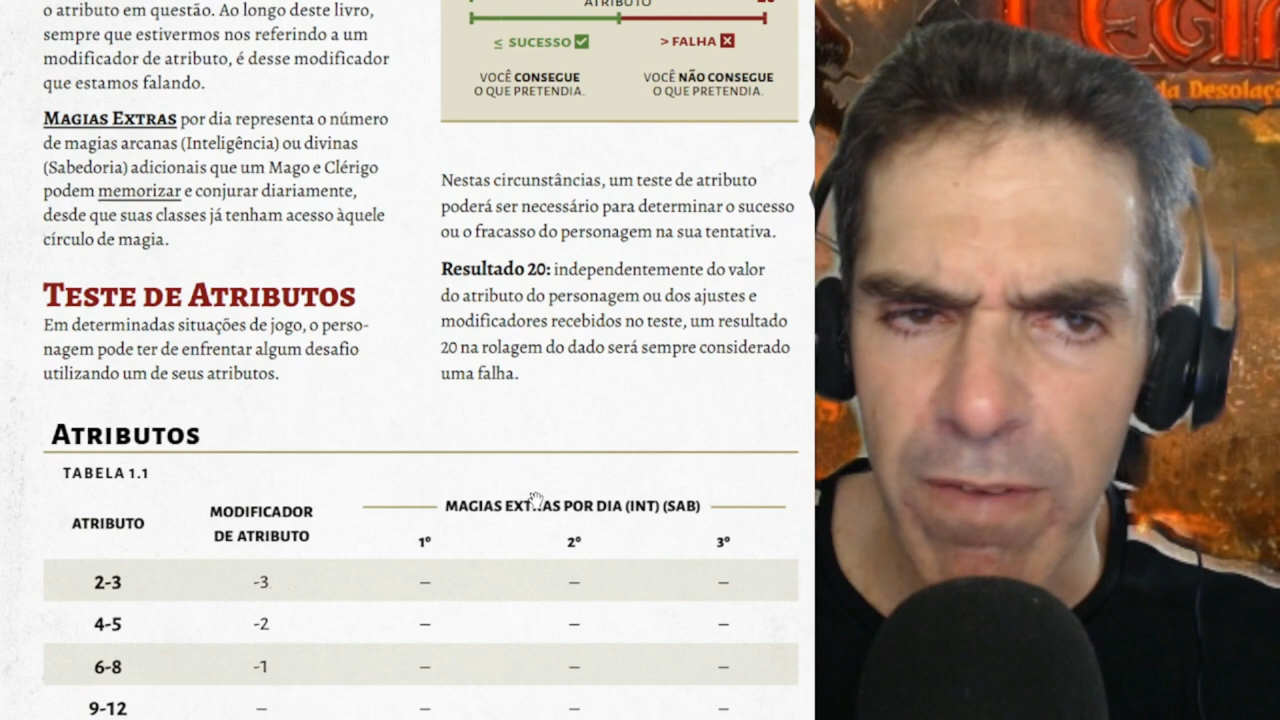 o atributo em questão. Ao longo deste livro,
sempre que estivermos nos referindo a um
modificador de atributo, é desse modificador
que estamos falando.
MAGIAS EXTRAS por dia representa o número
de magias arcanas (Inteligência) ou divinas
(Sabedoria) adicionais que um Mago e Clérigo
podem memorizar e conjurar diariamente,
desde que suas classes já tenham acesso àquele
círculo de magia.
TESTE DE ATRIBUTOS
Em determinadas situações de jogo, o perso-
nagem pode ter de enfrentar algum desafio
utilizando um de seus atributos.
ATRIBUTO
20
≤ SUCESSO
> FALHA
VOCÊ CONSEGUE
O QUE PRETENDIA.
VOCÊ NÃO CONSEGUE
O QUE PRETENDIA.
Nestas circunstâncias, um teste de atributo
poderá ser necessário para determinar o sucesso
ou o fracasso do personagem na sua tentativa.
Resultado 20: independentemente do valor
do atributo do personagem ou dos ajustes e
modificadores recebidos no teste, um resultado
20 na rolagem do dado será sempre considerado
uma falha.
ATRIBUTOS
TABELA 1.1
ATRIBUTO
MODIFICADOR
DE ATRIBUTO
MAGIAS EXTRAS POR DIA (INT) (SAB)
1º 2º 3º
2-3 -3 – – –
4-5 -2 – – –
6-8 -1 – – –
9-12 – – – –